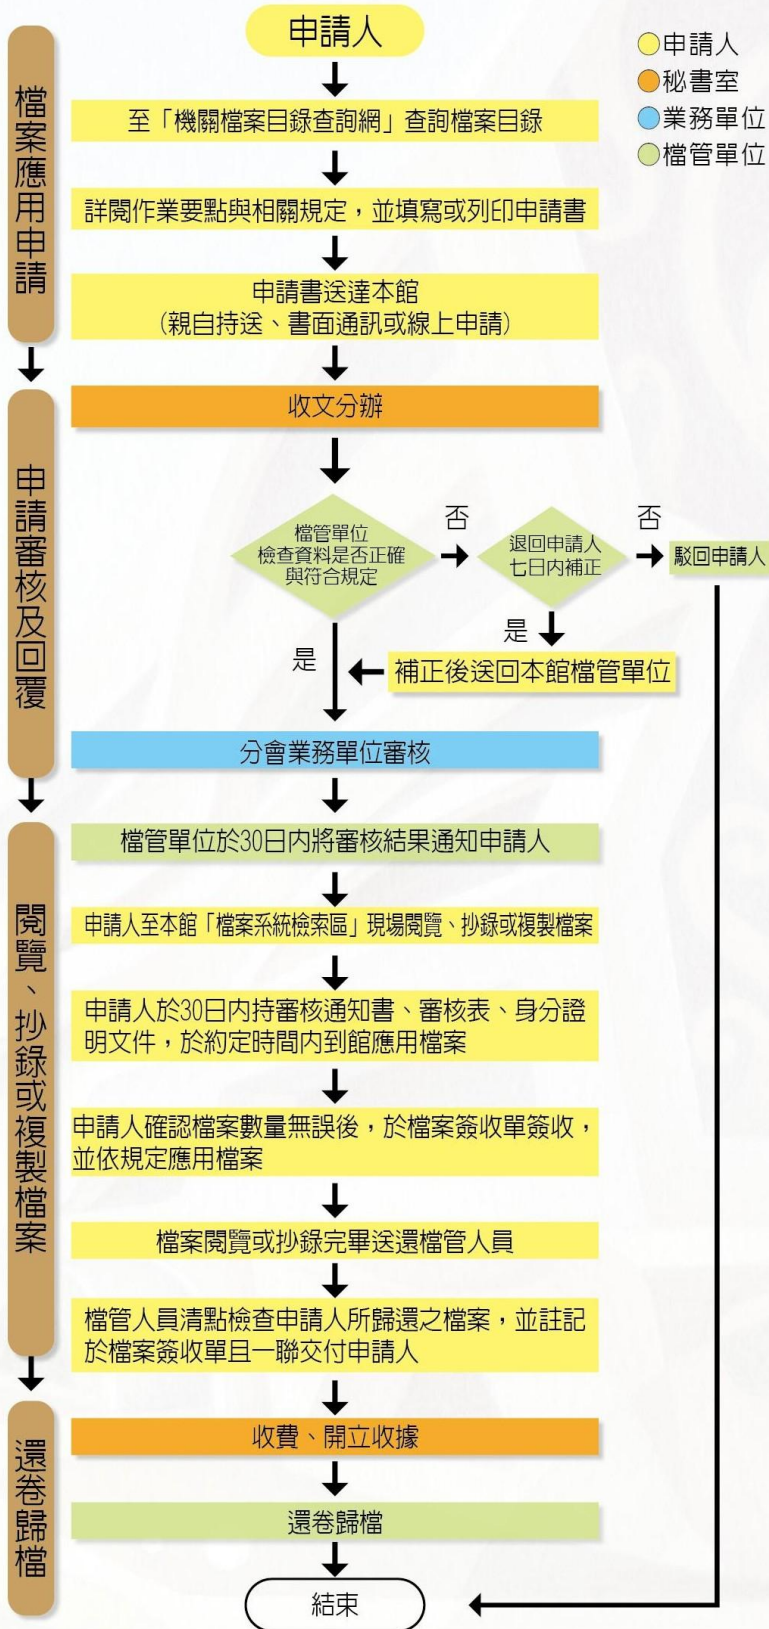 申請人
申請人
秘書室
業務單位
檔管單位
檔案應用申請
至「機關檔案目錄查詢網」查詢檔案目錄
詳閱作業要點與相關規定，並填寫或列印申請書
申請書送達本館
(親自持送、書面通訊或線上申請)
申請審核及回覆
收文分辦
檔管單位
檢查資料是否正確
與符合規定
否
退回申請人
七日內補正
否
駁回申請人
是
是
補正後送回本館檔管單位
分會業務單位審核
閱覽、抄錄或複製檔案
檔管單位於30日內將審核結果通知申請人
申請人至本館「檔案系統檢索區」現場閱覽、抄錄或複製檔案
申請人於30日內持審核通知書、審核表、身分證
明文件，於約定時間內到館應用檔案
申請人確認檔案數量無誤後，於檔案簽收單簽收，
並依規定應用檔案
檔案閱覽或抄錄完畢送還檔管人員
檔管人員清點檢查申請人所歸還之檔案，並註記
於檔案簽收單且一聯交付申請人
還卷歸檔
收費、開立收據
還卷歸檔
結束